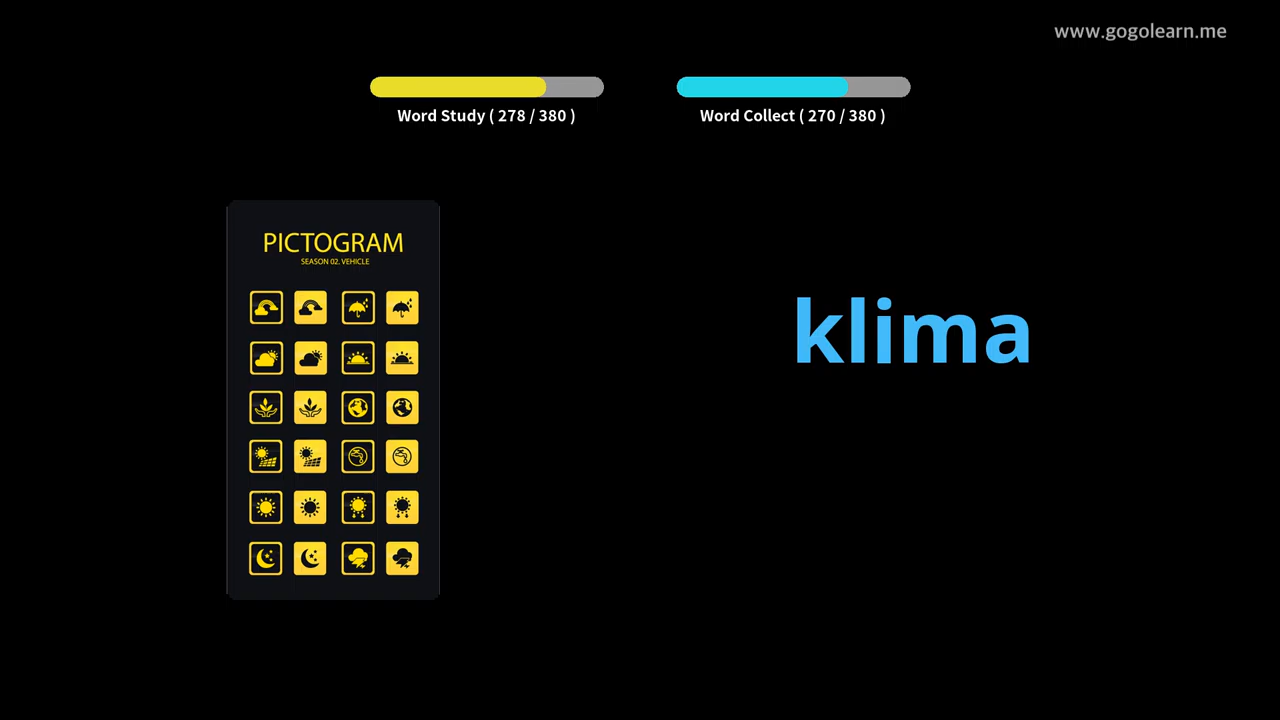 www.gogolearn.me
Word Study ( 278 / 380 )
Word Collect ( 270 / 380 )
PICTOGRAM
SEASON 02. VEHICLE
klima